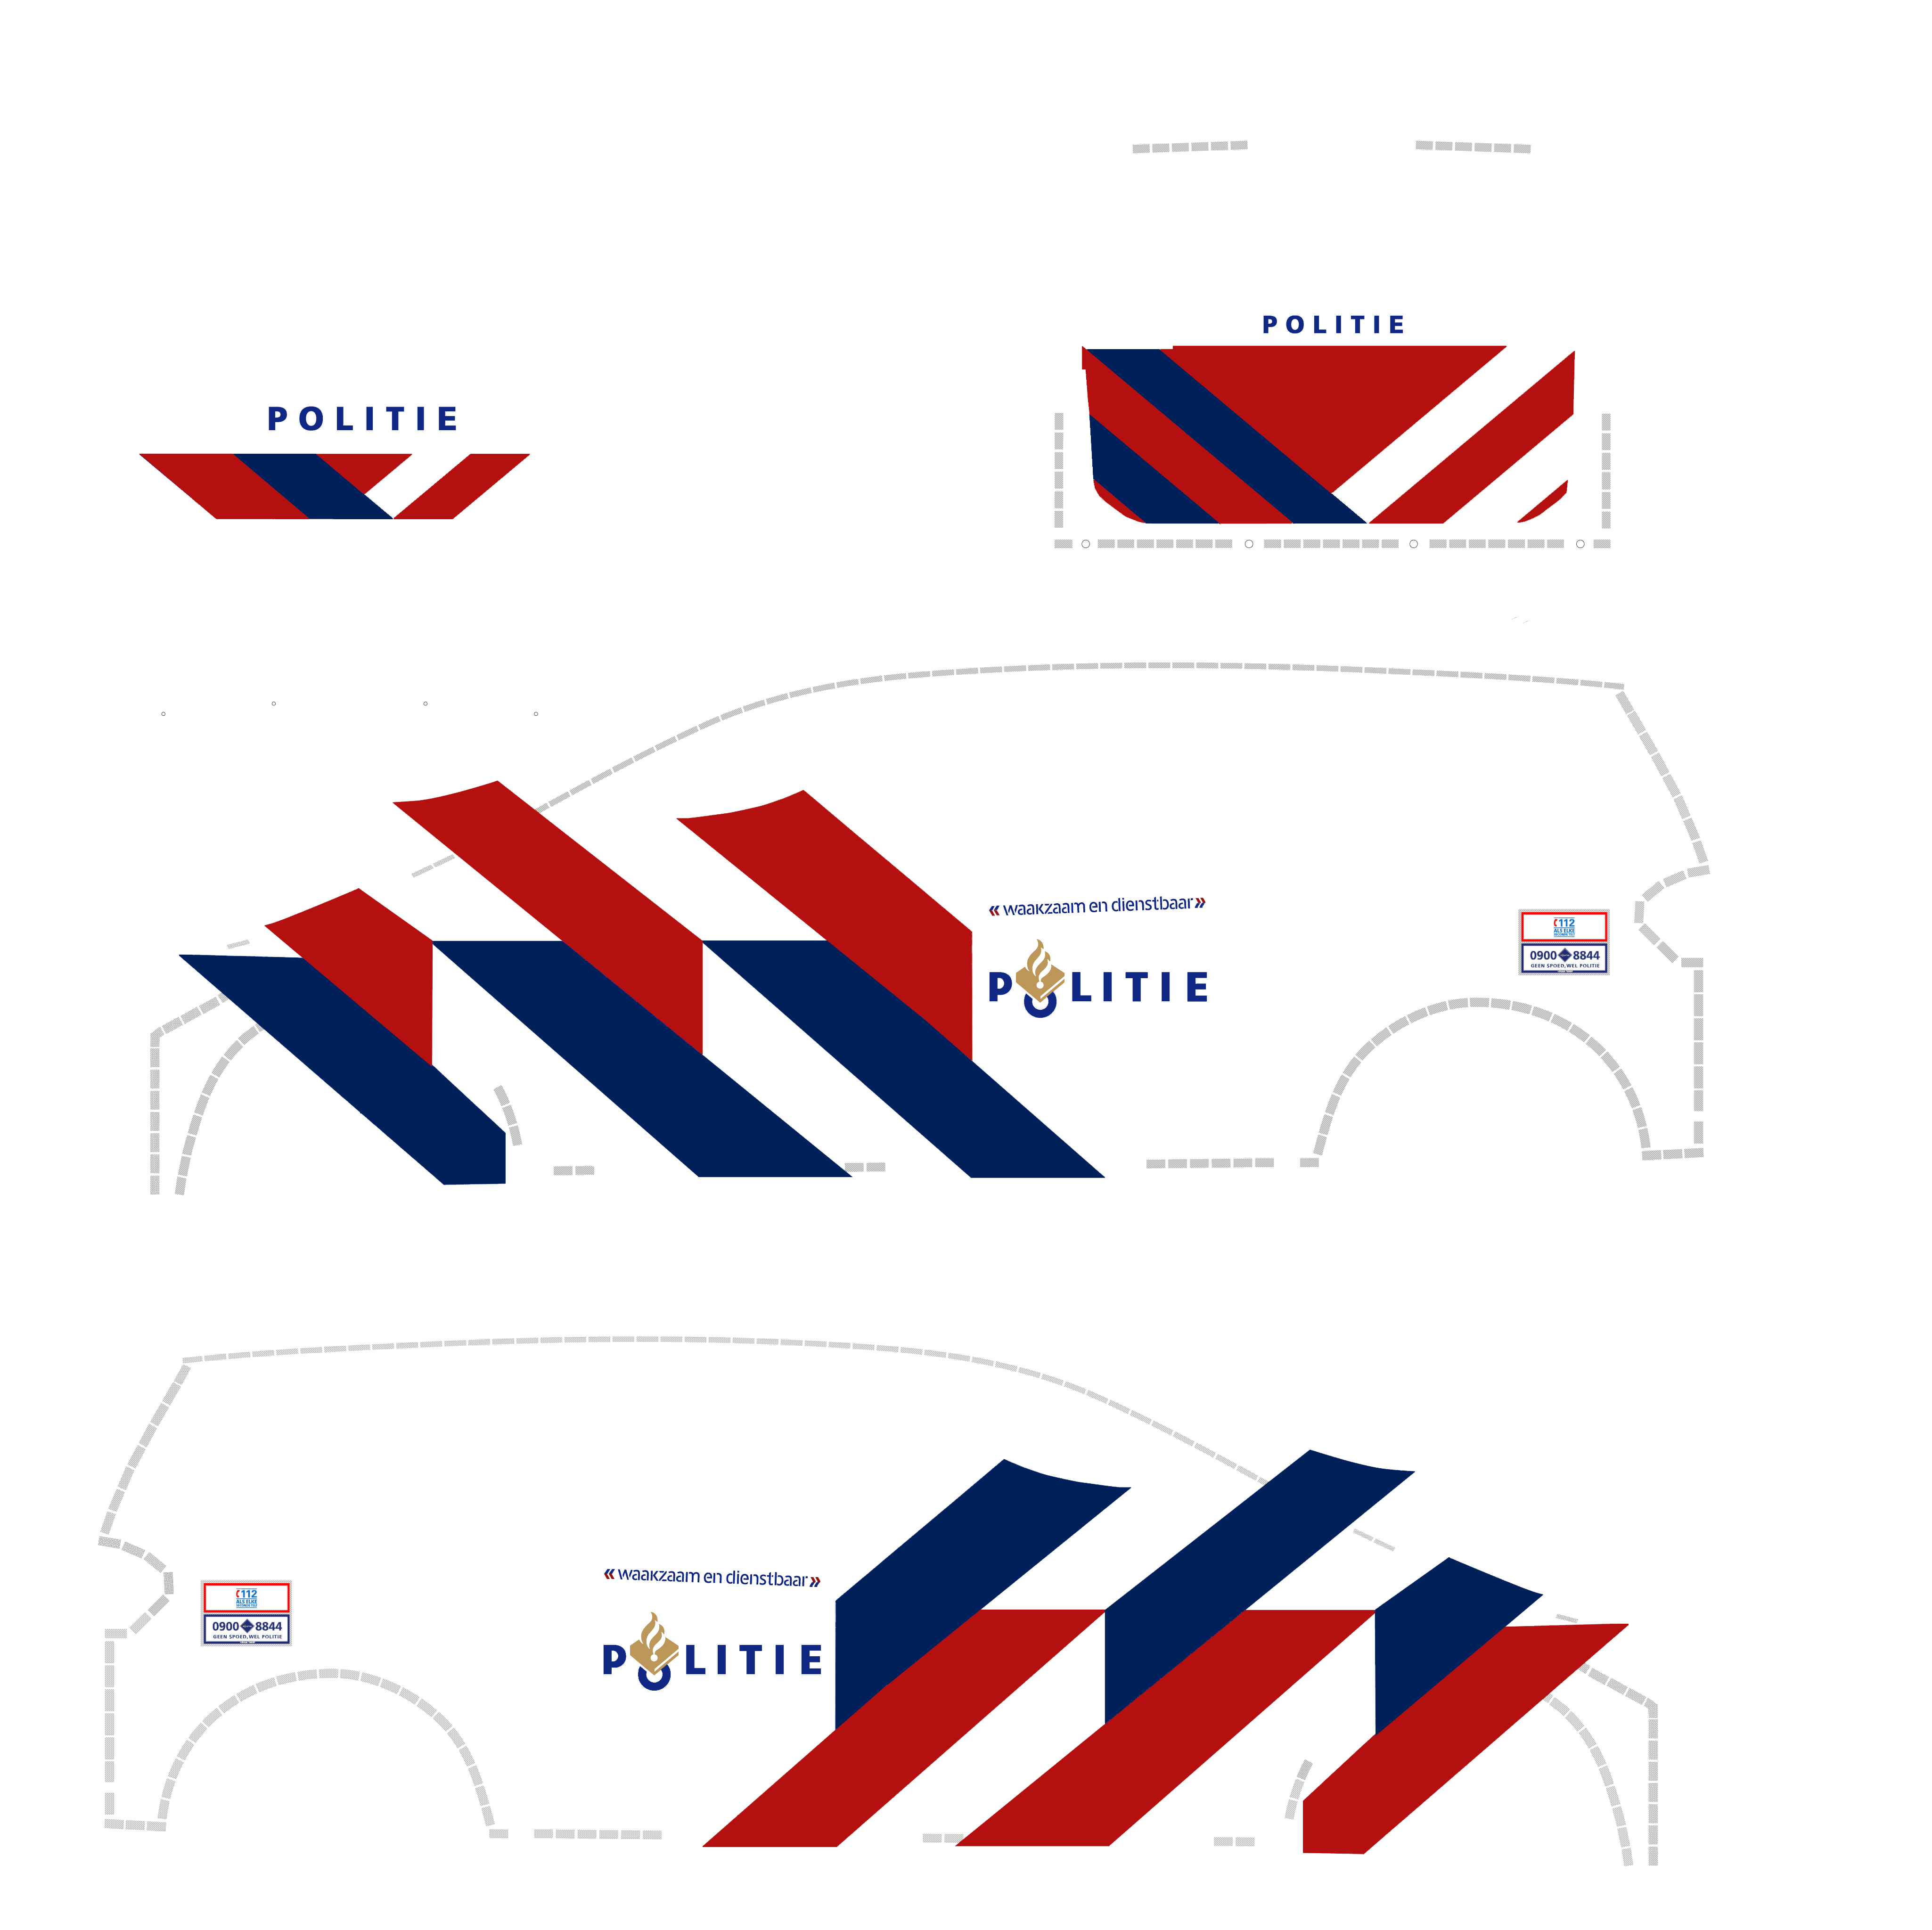 POLITIE
POLITIE
« waakzaam en dienstbaar »
POLITIE
112
ALS ELKE
SECONDE TELT
0900 8844
GEEN SPOED, WEL POLITIE
« waakzaam en dienstbaar »
112
ALS ELKE
SECONDE TELT
0900 8844
GEEN SPOED, WEL POLITIE
POLITIE